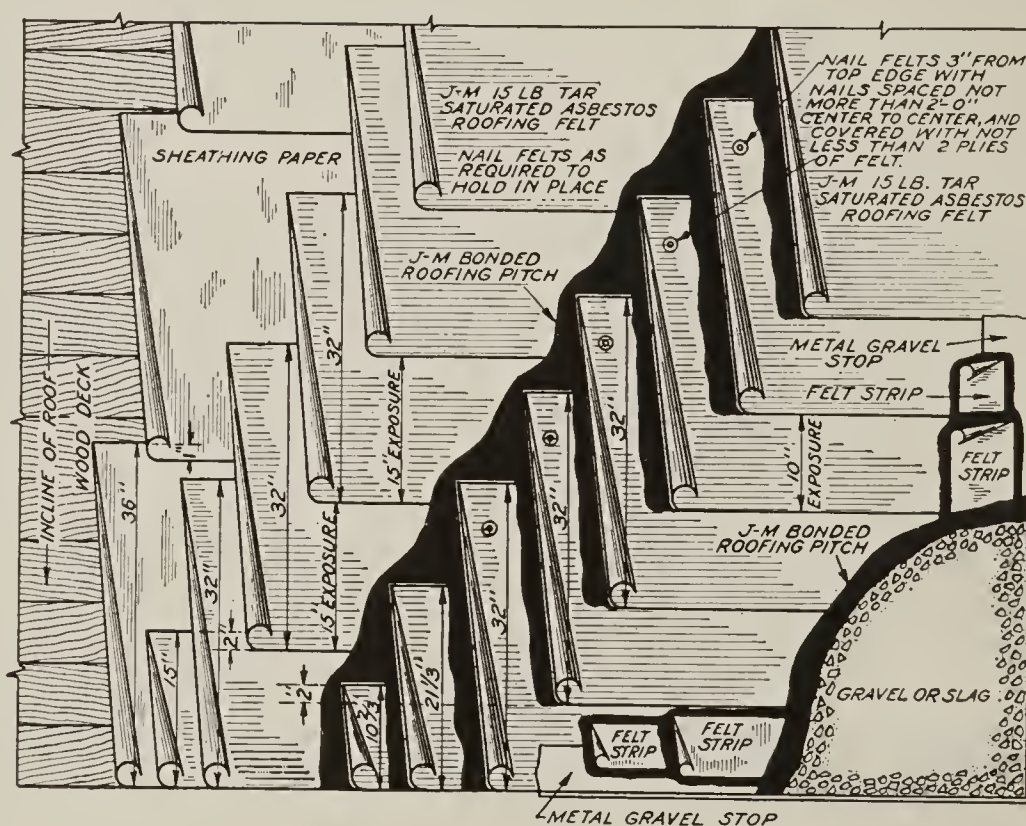 J-M 15 LB TAR
SATURATED ASBESTOS
ROOFING FELT
SHEATHING PAPER
NAIL FELTS AS
REQUIRED TO
HOLD IN PLACE
NAIL FELTS 3" FROM
TOP EDGE WITH
NAILS SPACED NOT
MORE THAN 2'-0"
CENTER TO CENTER, AND
COVERED WITH NOT
LESS THAN 2 PLIES
OF FELT.
J-M 15 LB. TAR
SATURATED ASBESTOS
ROOFING FELT
J-M BONDED
ROOFING PITCH
METAL GRAVEL
STOP
FELT STRIP
FELT
STRIP
INCLINE OF ROOF-
WOOD DECK
1"
36"
32"
15"
2"
32"
32"
15" EXPOSURE
15" EXPOSURE
32"
32"
32"
10"
EXPOSURE
J-M BONDED
ROOFING PITCH
21 1/3"
GRAVEL OR SLAG
FELT
STRIP
FELT
STRIP
METAL GRAVEL STOP